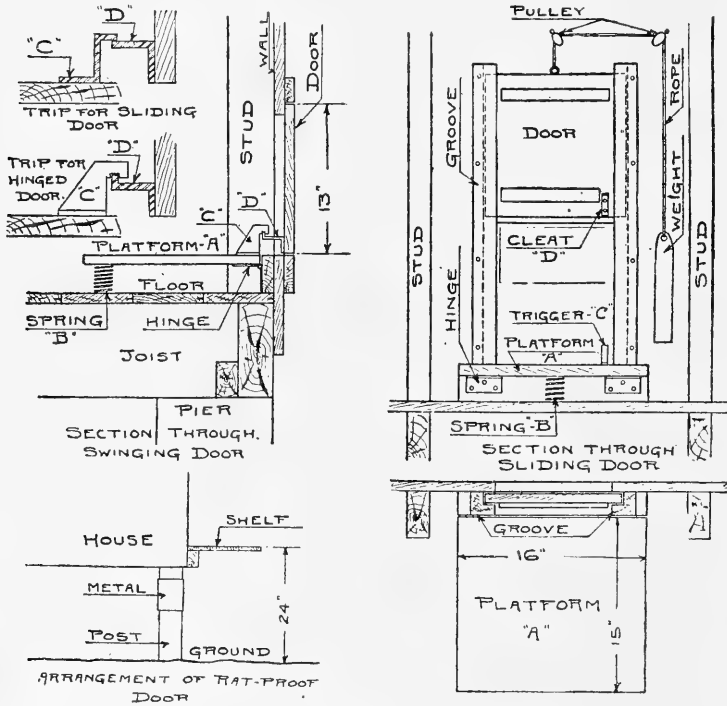 "D"
"C"
TRIP FOR SLIDING
DOOR
TRIP FOR
HINGED
DOOR.
"C"
"D"
STUD
WALL
DOOR
13"
"C"
"D"
PLATFORM-"A"
FLOOR
SPRING
"B"
HINGE
JOIST
PIER
SECTION THROUGH.
SWINGING DOOR
HOUSE
SHELF
METAL
24"
POST
GROUND
ARRANGEMENT OF RAT-PROOF
DOOR
PULLEY
GROOVE
DOOR
ROPE
WEIGHT
CLEAT
"D"
STUD
STUD
HINGE
TRIGGER-"C"
PLATFORM
"A"
SPRING-"B"
SECTION THROUGH
SLIDING DOOR
GROOVE
16"
PLATFORM
"A"
15"